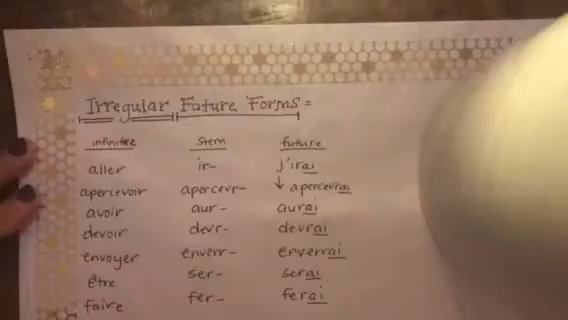 Irregular Future Forms =
infinitive stem future
aller ir- j'irai
apercevoir apercevr- ↓ apercevrai
avoir aur- aurai
devoir devr- devrai
envoyer enverr- enverrai
être ser- serai
faire fer- ferai